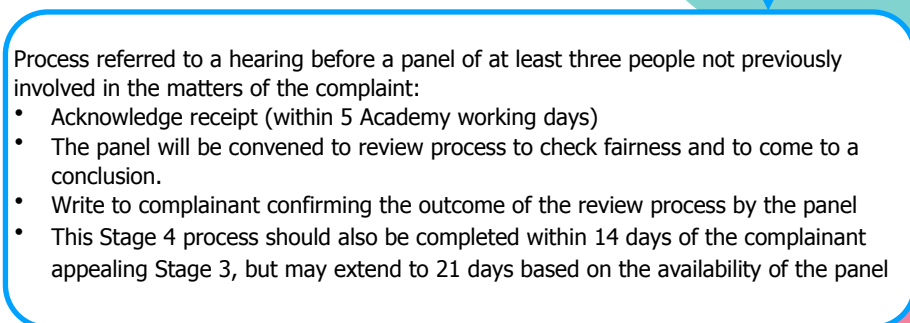 Process referred to a hearing before a panel of at least three people not previously
involved in the matters of the complaint:
• Acknowledge receipt (within 5 Academy working days)
• The panel will be convened to review process to check fairness and to come to a
conclusion.
• Write to complainant confirming the outcome of the review process by the panel
• This Stage 4 process should also be completed within 14 days of the complainant
appealing Stage 3, but may extend to 21 days based on the availability of the panel